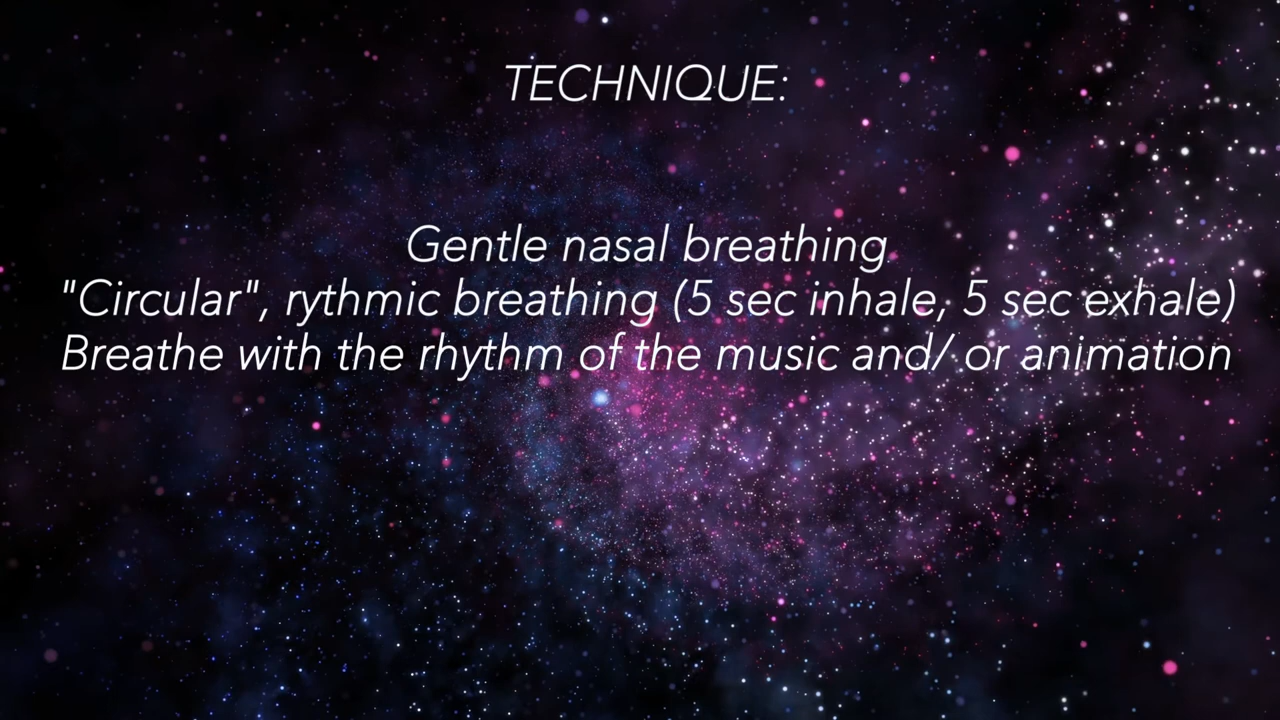 TECHNIQUE:
Gentle nasal breathing
"Circular", rythmic breathing (5 sec inhale, 5 sec exhale)
Breathe with the rhythm of the music and/ or animation